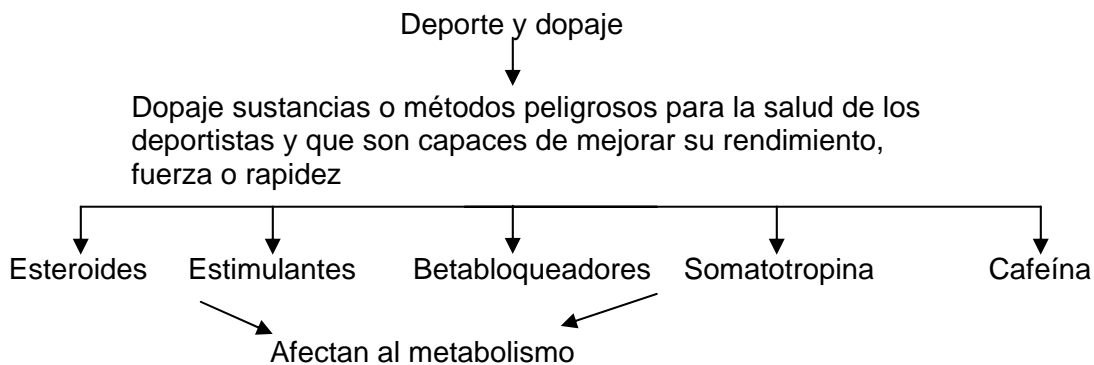 Deporte y dopaje
Dopaje sustancias o métodos peligrosos para la salud de los
deportistas y que son capaces de mejorar su rendimiento,
fuerza o rapidez
Esteroides Estimulantes Betabloqueadores Somatotropina Cafeína
Afectan al metabolismo